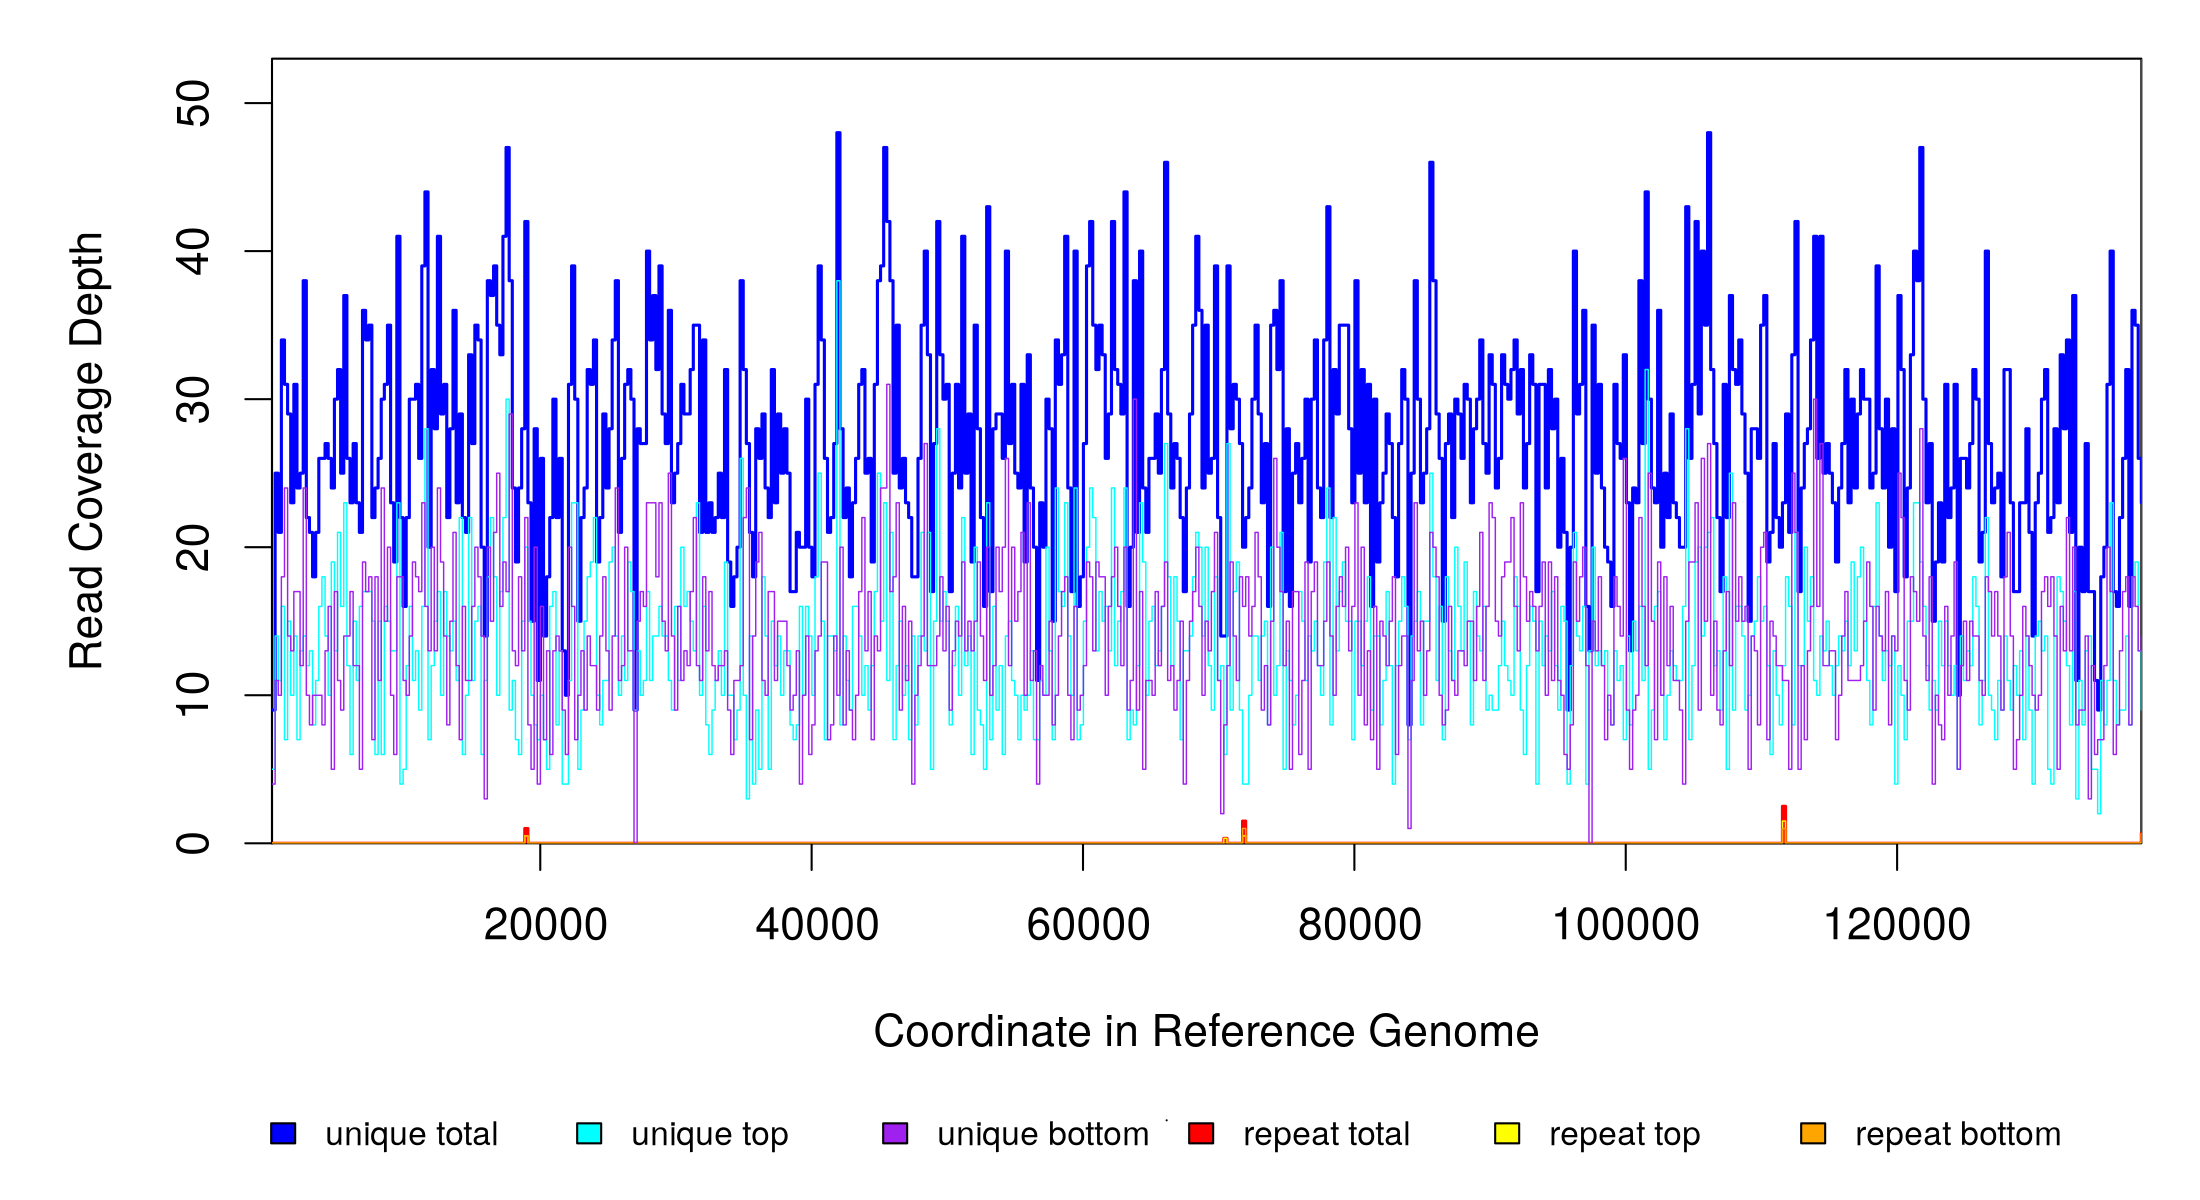 Read Coverage Depth
50
40
30
20
10
0
20000 40000 60000 80000 100000 120000
Coordinate in Reference Genome
unique total unique top unique bottom repeat total repeat top repeat bottom